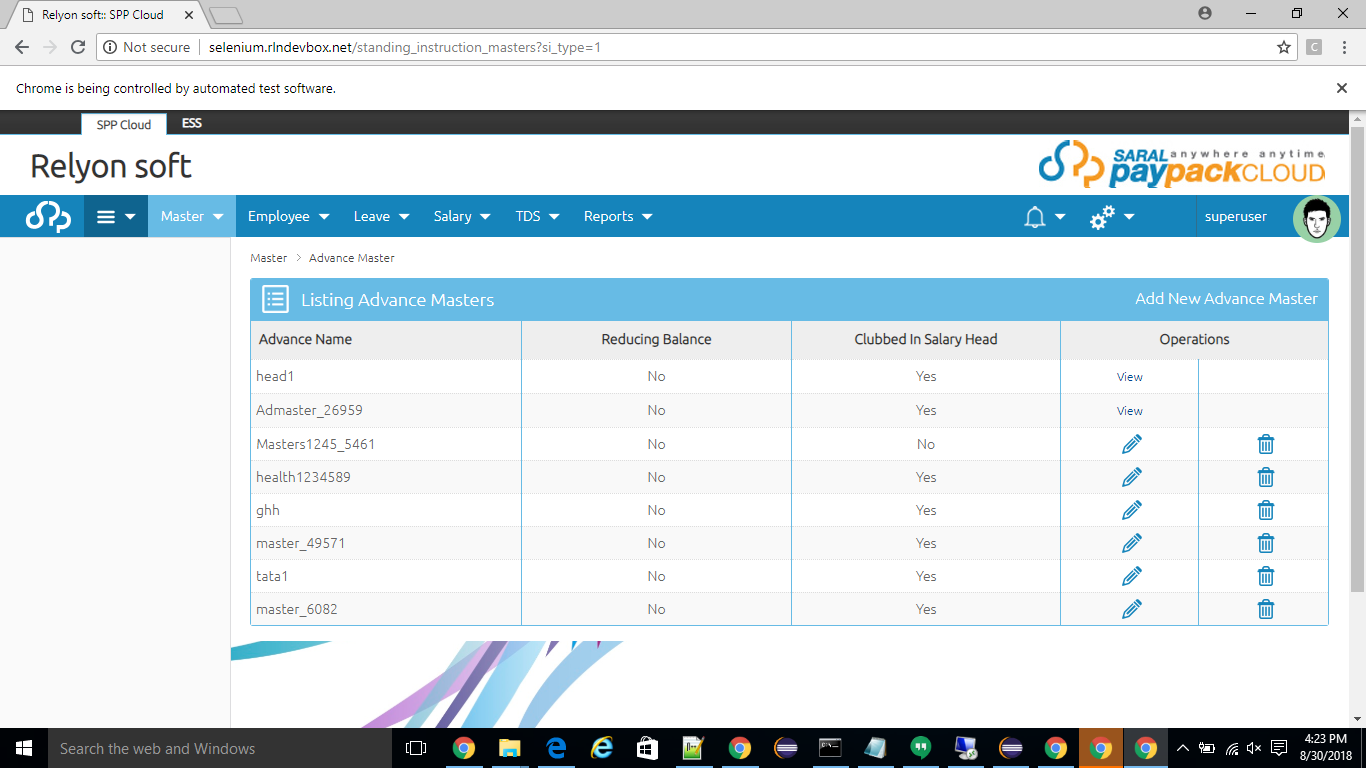 Relyon soft:: SPP Cloud
Not secure selenium.rlndevbox.net/standing_instruction_masters?si_type=1
C
Chrome is being controlled by automated test software.
SPP Cloud ESS
Relyon soft
SARAL anywhere anytime
paypackCLOUD
Master Employee Leave Salary TDS Reports superuser
Master > Advance Master
Listing Advance Masters Add New Advance Master
Advance Name Reducing Balance Clubbed In Salary Head Operations
head1 No Yes View
Admaster_26959 No Yes View
Masters1245_5461 No No
health1234589 No Yes
ghh No Yes
master_49571 No Yes
tata1 No Yes
master_6082 No Yes
Search the web and Windows
4:23 PM
8/30/2018